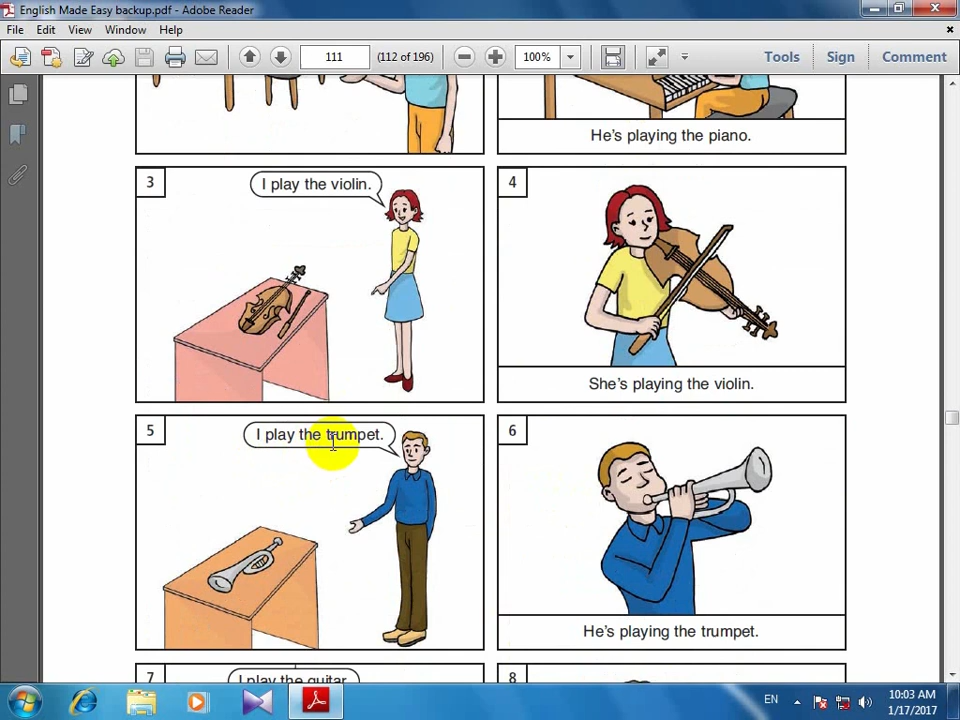 English Made Easy backup.pdf - Adobe Reader
File Edit View Window Help
111 (112 of 196) 100% Tools Sign Comment
He's playing the piano.
3
I play the violin.
4
She's playing the violin.
5
I play the trumpet.
6
He's playing the trumpet.
7
I play the guitar.
8
EN
10:03 AM
1/17/2017